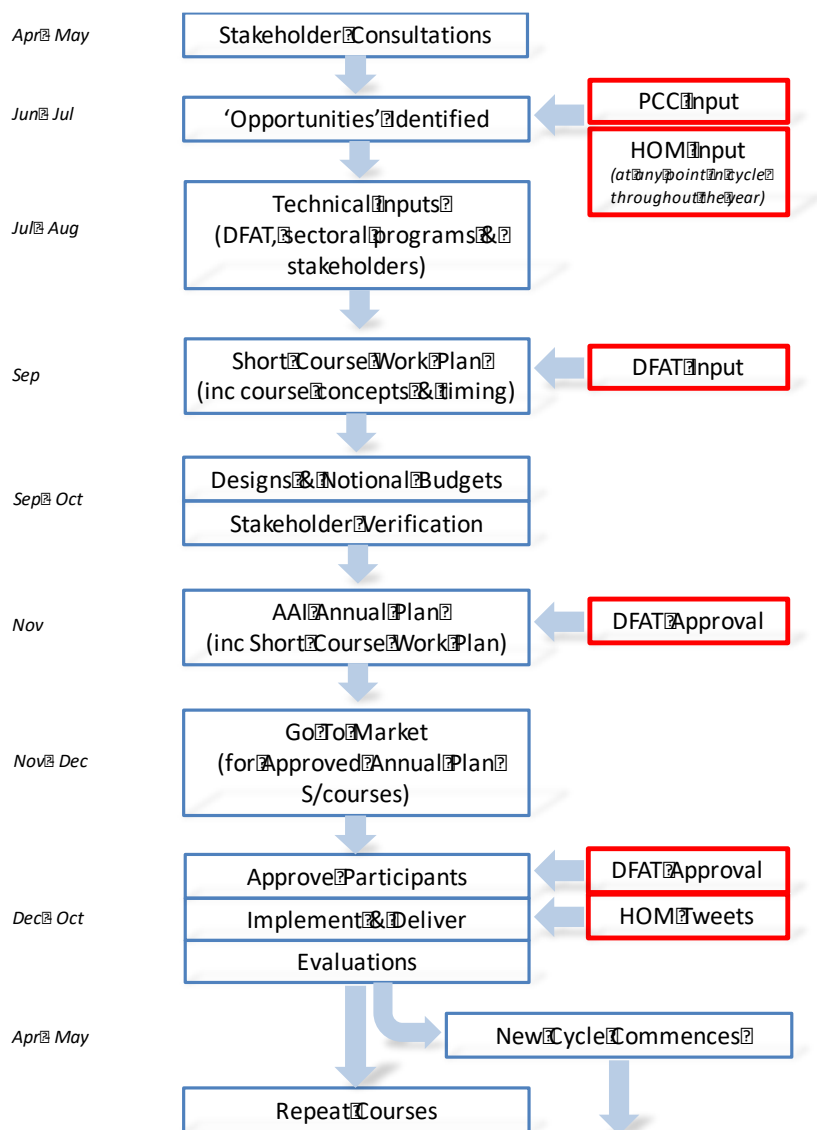 Apr⍰ May
Stakeholder⍰Consultations
Jun⍰ Jul
‘Opportunities’⍰Identified
PCC⍰Input
HOM⍰Input
(at⍰any⍰point⍰in⍰cycle⍰
throughout⍰the⍰year)
Jul⍰ Aug
Technical⍰Inputs⍰
(DFAT,⍰sectoral⍰programs⍰&⍰
stakeholders)
Sep
Short⍰Course⍰Work⍰Plan⍰
(inc course⍰concepts⍰&⍰timing)
DFAT⍰Input
Sep⍰ Oct
Designs⍰&⍰Notional⍰Budgets
Stakeholder⍰Verification
Nov
AAI⍰Annual⍰Plan⍰
(inc Short⍰Course⍰Work⍰Plan)
DFAT⍰Approval
Nov⍰ Dec
Go⍰To⍰Market
(for⍰Approved⍰Annual⍰Plan⍰
S/courses)
Approve⍰Participants
DFAT⍰Approval
Dec⍰ Oct
Implement⍰&⍰Deliver
HOM⍰Tweets
Evaluations
Apr⍰ May
New⍰Cycle⍰Commences⍰
Repeat⍰Courses